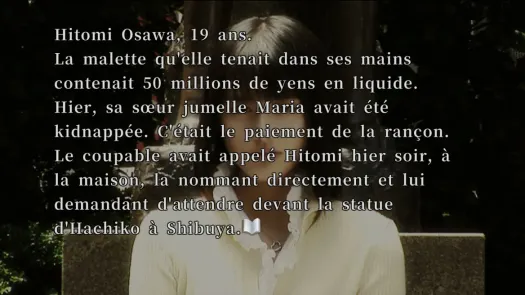 Hitomi Osawa, 19 ans.
La malette qu'elle tenait dans ses mains
contenait 50 millions de yens en liquide.
Hier, sa sœur jumelle Maria avait été
kidnappée. C'était le paiement de la rançon.
Le coupable avait appelé Hitomi hier soir, à
la maison, la nommant directement et lui
demandant d'attendre devant la statue
d'Hachiko à Shibuya.